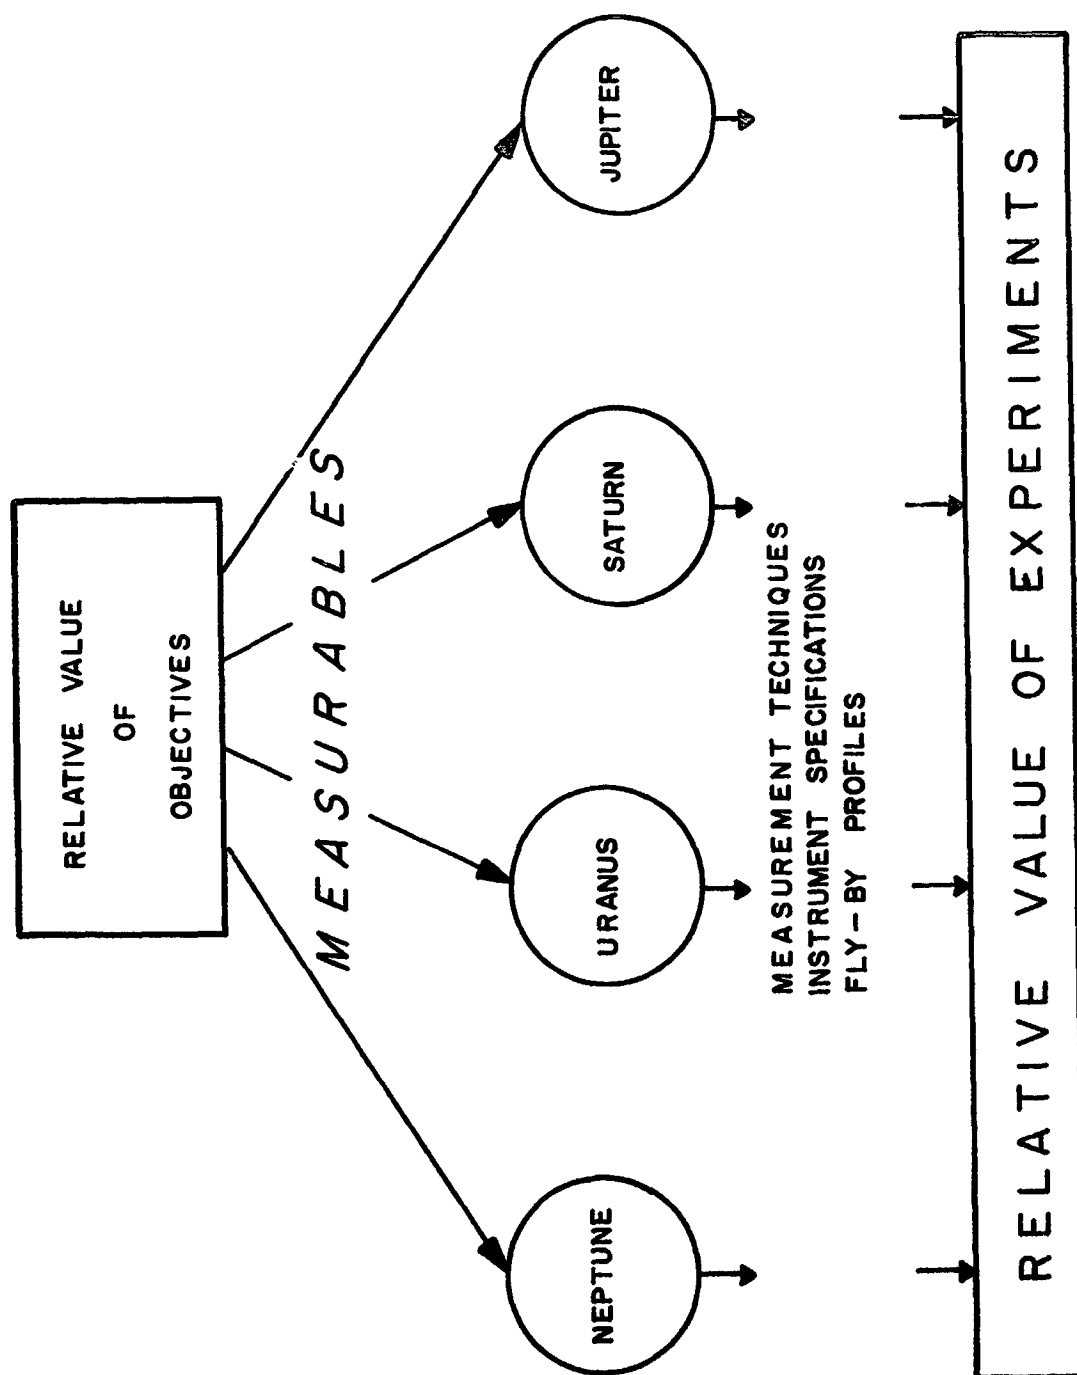 RELATIVE VALUE
OF
OBJECTIVES
MEASURABLES
NEPTUNE
URANUS
SATURN
JUPITER
MEASUREMENT TECHNIQUES
INSTRUMENT SPECIFICATIONS
FLY-BY PROFILES
RELATIVE VALUE OF EXPERIMENTS